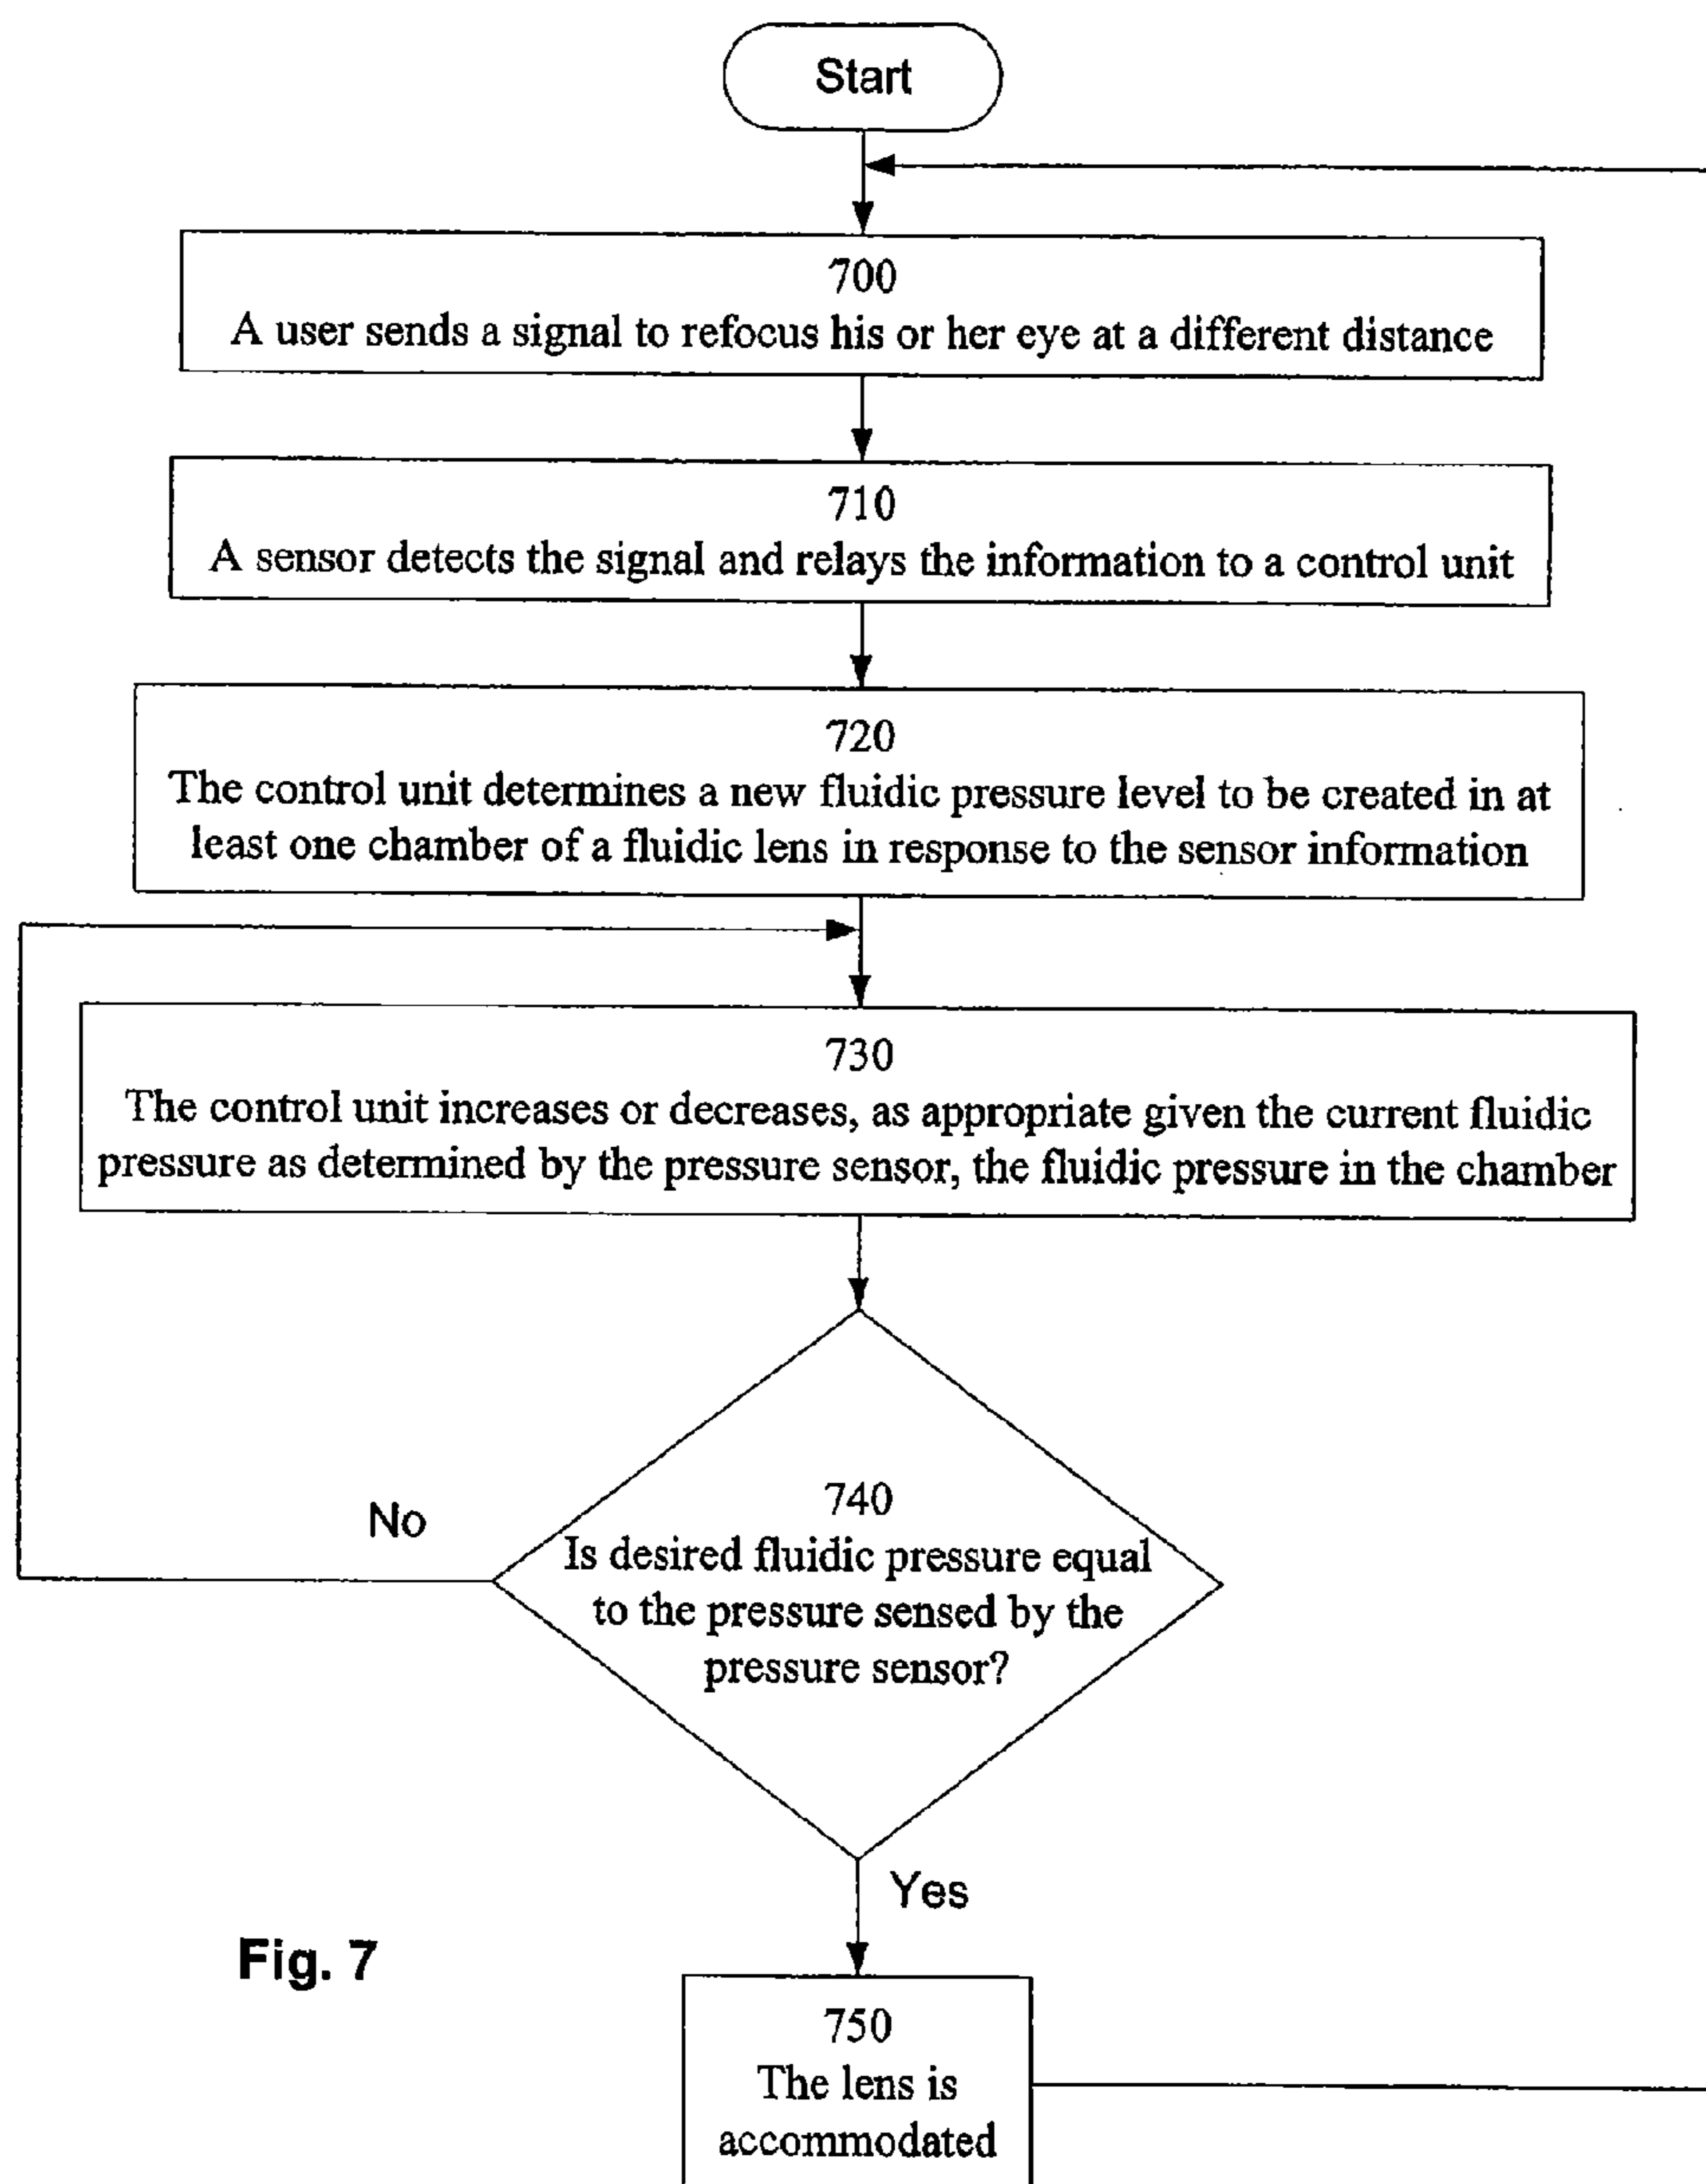 Start
700
A user sends a signal to refocus his or her eye at a different distance
710
A sensor detects the signal and relays the information to a control unit
720
The control unit determines a new fluidic pressure level to be created in at
least one chamber of a fluidic lens in response to the sensor information
730
The control unit increases or decreases, as appropriate given the current fluidic
pressure as determined by the pressure sensor, the fluidic pressure in the chamber
740
Is desired fluidic pressure equal
to the pressure sensed by the
pressure sensor?
No
Yes
Fig. 7
750
The lens is
accommodated